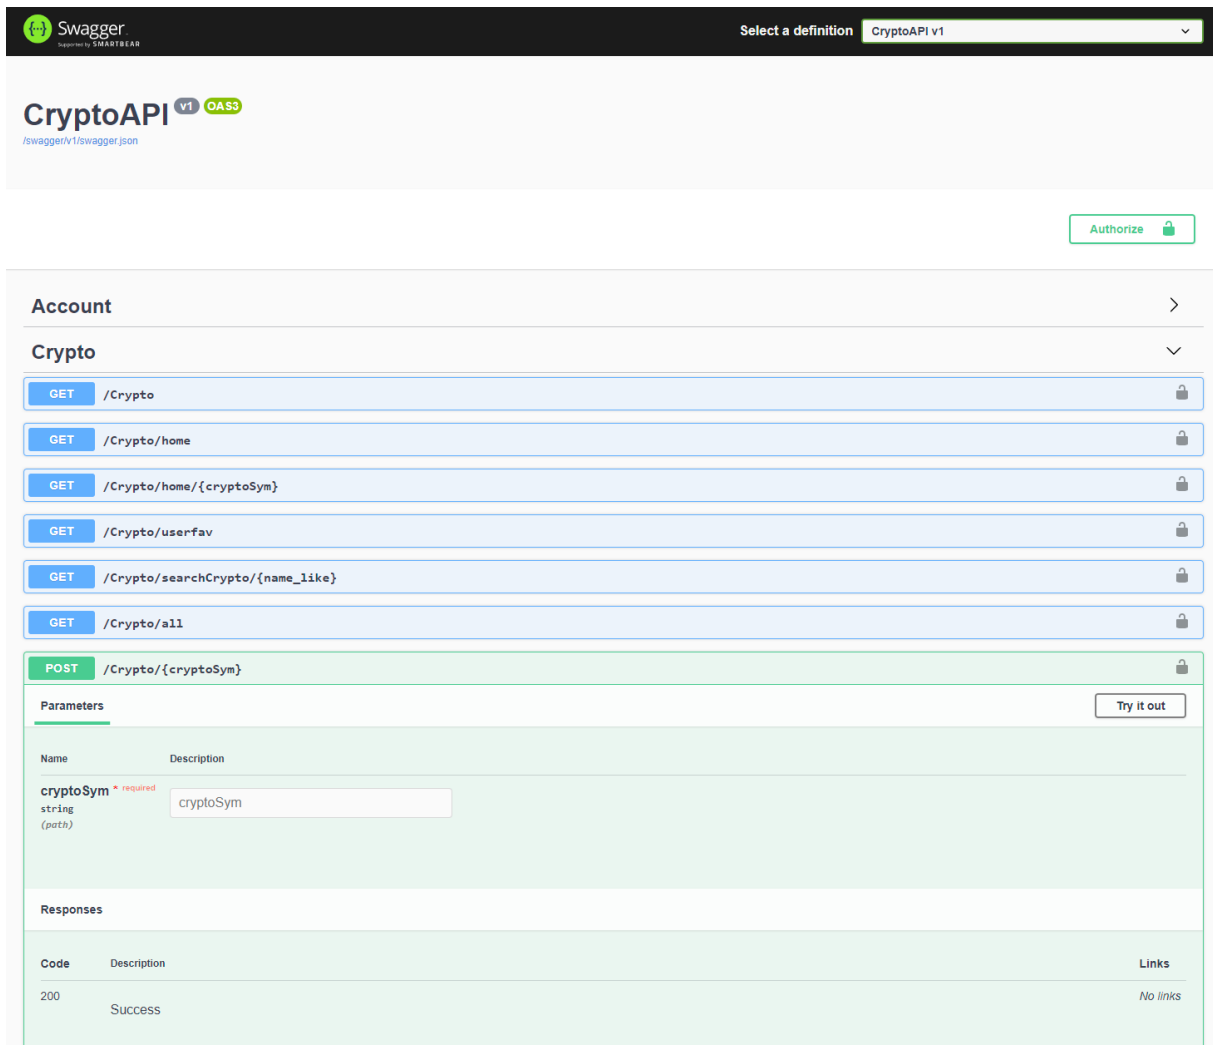 Swagger
Supported by SMARTBEAR
Select a definition CryptoAPI v1
CryptoAPI v1 OAS3
/swagger/v1/swagger.json
Authorize
Account
Crypto
GET /Crypto
GET /Crypto/home
GET /Crypto/home/{cryptoSym}
GET /Crypto/userfav
GET /Crypto/searchCrypto/{name_like}
GET /Crypto/all
POST /Crypto/{cryptoSym}
Parameters Try it out
Name Description
cryptoSym * required
string
(path)
cryptoSym
Responses
Code Description Links
200 Success No links